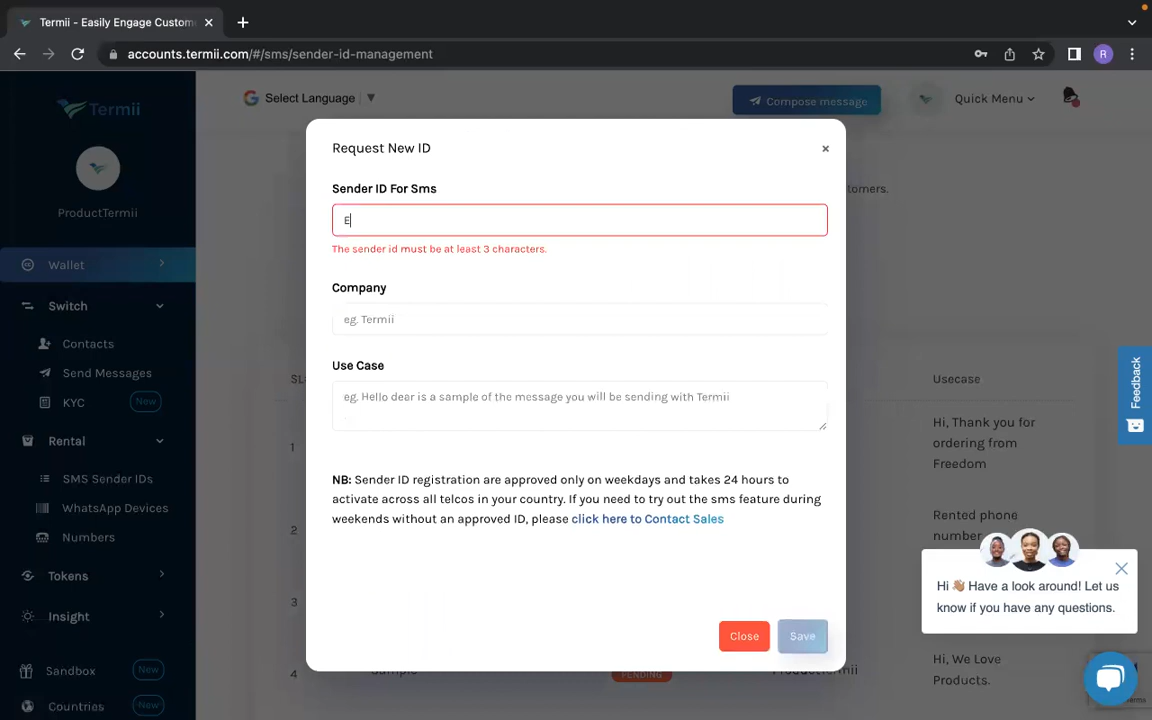 Termii - Easily Engage Custom
accounts.termii.com/#/sms/sender-id-management
R
Termii
ProductTermii
Wallet
Switch
Contacts
Send Messages
KYC New
Rental
SMS Sender IDs
WhatsApp Devices
Numbers
Tokens
Insight
Sandbox New
Countries New
G Select Language ▼
Compose message
Quick Menu
tomers.
Request New ID
×
Sender ID For Sms
E
The sender id must be at least 3 characters.
Company
eg. Termii
Use Case
eg. Hello dear is a sample of the message you will be sending with Termii
NB: Sender ID registration are approved only on weekdays and takes 24 hours to
activate across all telcos in your country. If you need to try out the sms feature during
weekends without an approved ID, please click here to Contact Sales
Close Save
Usecase
1
Hi, Thank you for
ordering from
Freedom
2
Rented phone
number
3
4 Sample PENDING ProductTermii
Hi, We Love
Products.
Feedback
Hi 👋🏽 Have a look around! Let us
know if you have any questions.